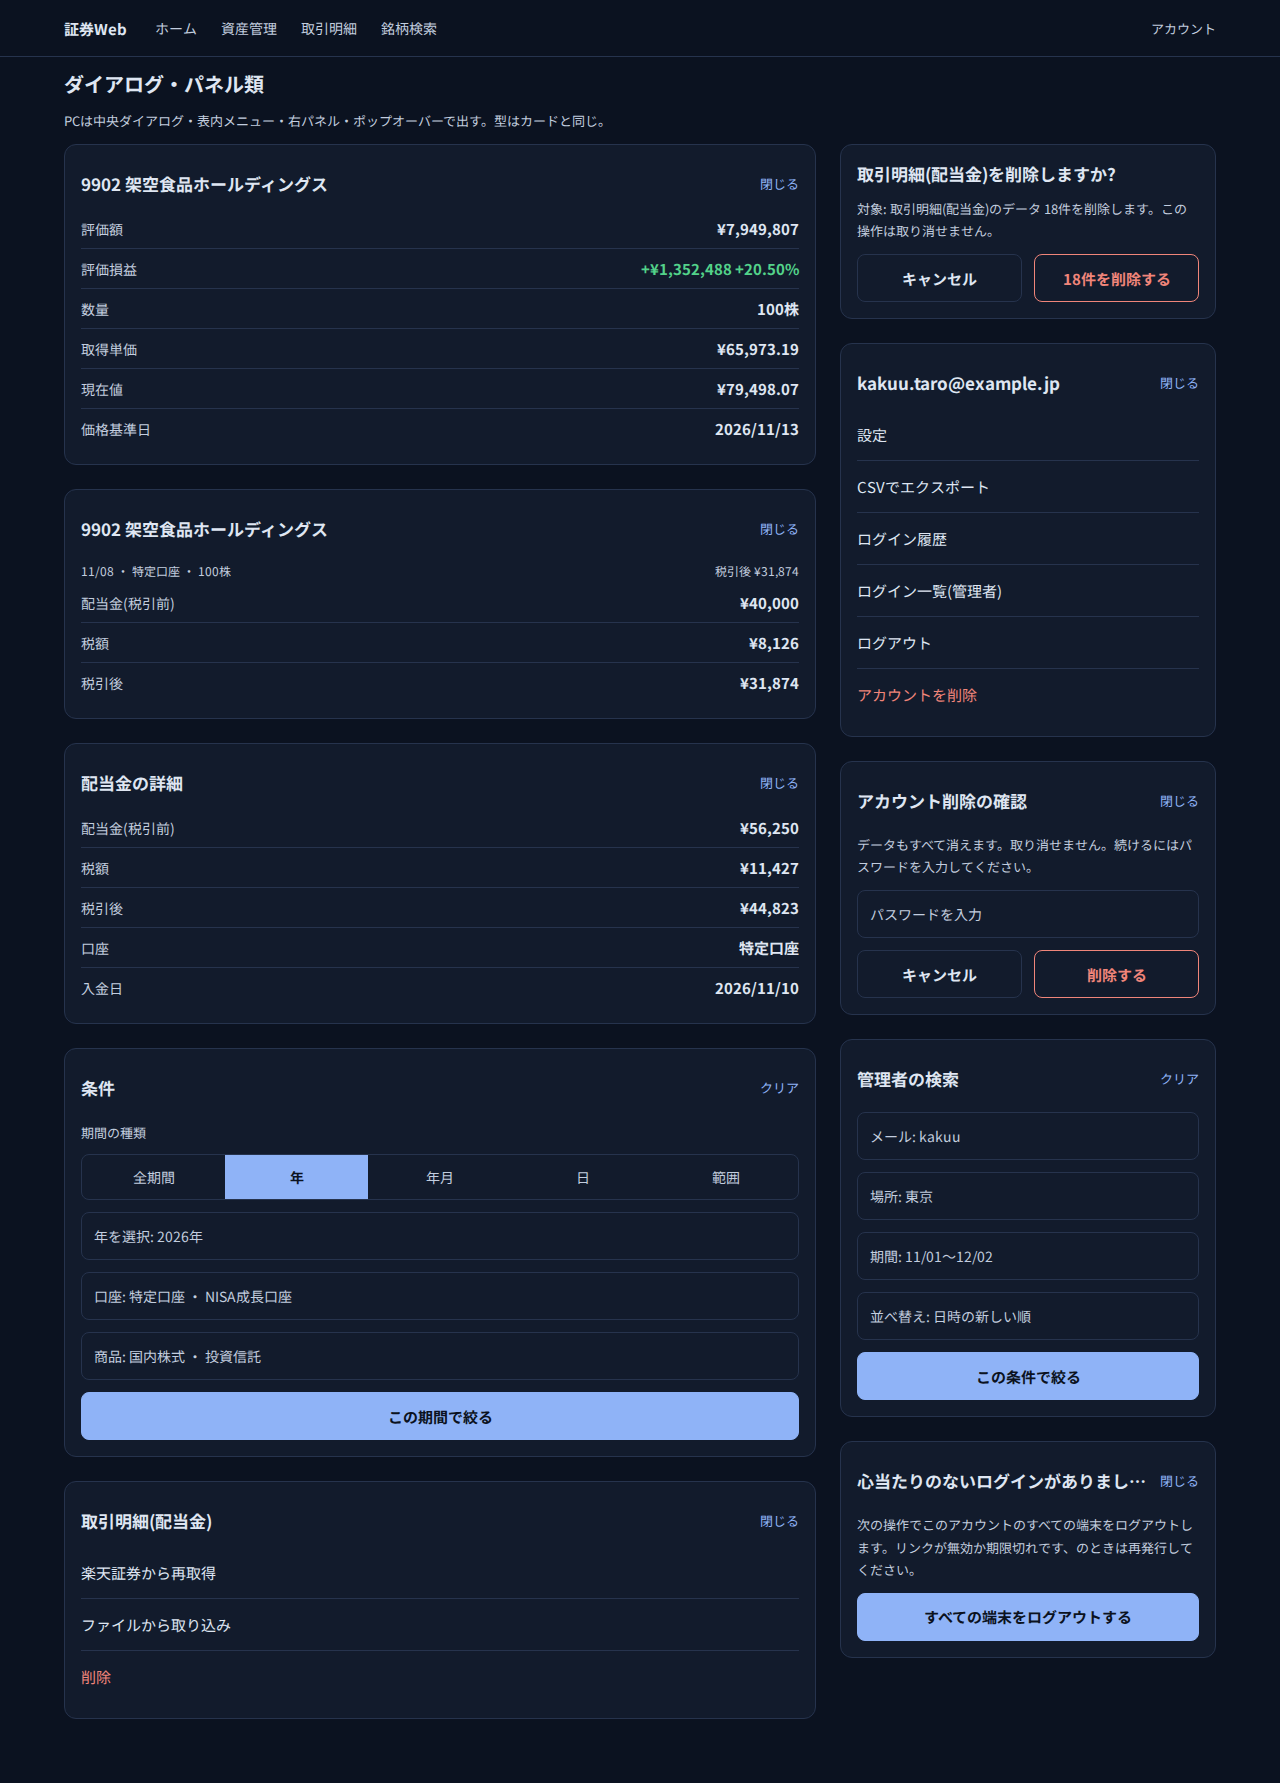 証券Web ホーム 資産管理 取引明細 銘柄検索 アカウント
ダイアログ・パネル類
PCは中央ダイアログ・表内メニュー・右パネル・ポップオーバーで出す。型はカードと同じ。
9902 架空食品ホールディングス 閉じる
評価額 ¥7,949,807
評価損益 +¥1,352,488 +20.50%
数量 100株
取得単価 ¥65,973.19
現在値 ¥79,498.07
価格基準日 2026/11/13
9902 架空食品ホールディングス 閉じる
11/08 ・ 特定口座 ・ 100株 税引後 ¥31,874
配当金(税引前) ¥40,000
税額 ¥8,126
税引後 ¥31,874
配当金の詳細 閉じる
配当金(税引前) ¥56,250
税額 ¥11,427
税引後 ¥44,823
口座 特定口座
入金日 2026/11/10
条件 クリア
期間の種類
全期間 年 年月 日 範囲
年を選択: 2026年
口座: 特定口座 ・ NISA成長口座
商品: 国内株式 ・ 投資信託
この期間で絞る
取引明細(配当金) 閉じる
楽天証券から再取得
ファイルから取り込み
削除
取引明細(配当金)を削除しますか?
対象: 取引明細(配当金)のデータ 18件を削除します。この
操作は取り消せません。
キャンセル 18件を削除する
kakuu.taro@example.jp 閉じる
設定
CSVでエクスポート
ログイン履歴
ログイン一覧(管理者)
ログアウト
アカウントを削除
アカウント削除の確認 閉じる
データもすべて消えます。取り消せません。続けるにはパ
スワードを入力してください。
パスワードを入力
キャンセル 削除する
管理者の検索 クリア
メール: kakuu
場所: 東京
期間: 11/01〜12/02
並べ替え: 日時の新しい順
この条件で絞る
心当たりのないログインがありまし… 閉じる
次の操作でこのアカウントのすべての端末をログアウトし
ます。リンクが無効か期限切れです、のときは再発行して
ください。
すべての端末をログアウトする